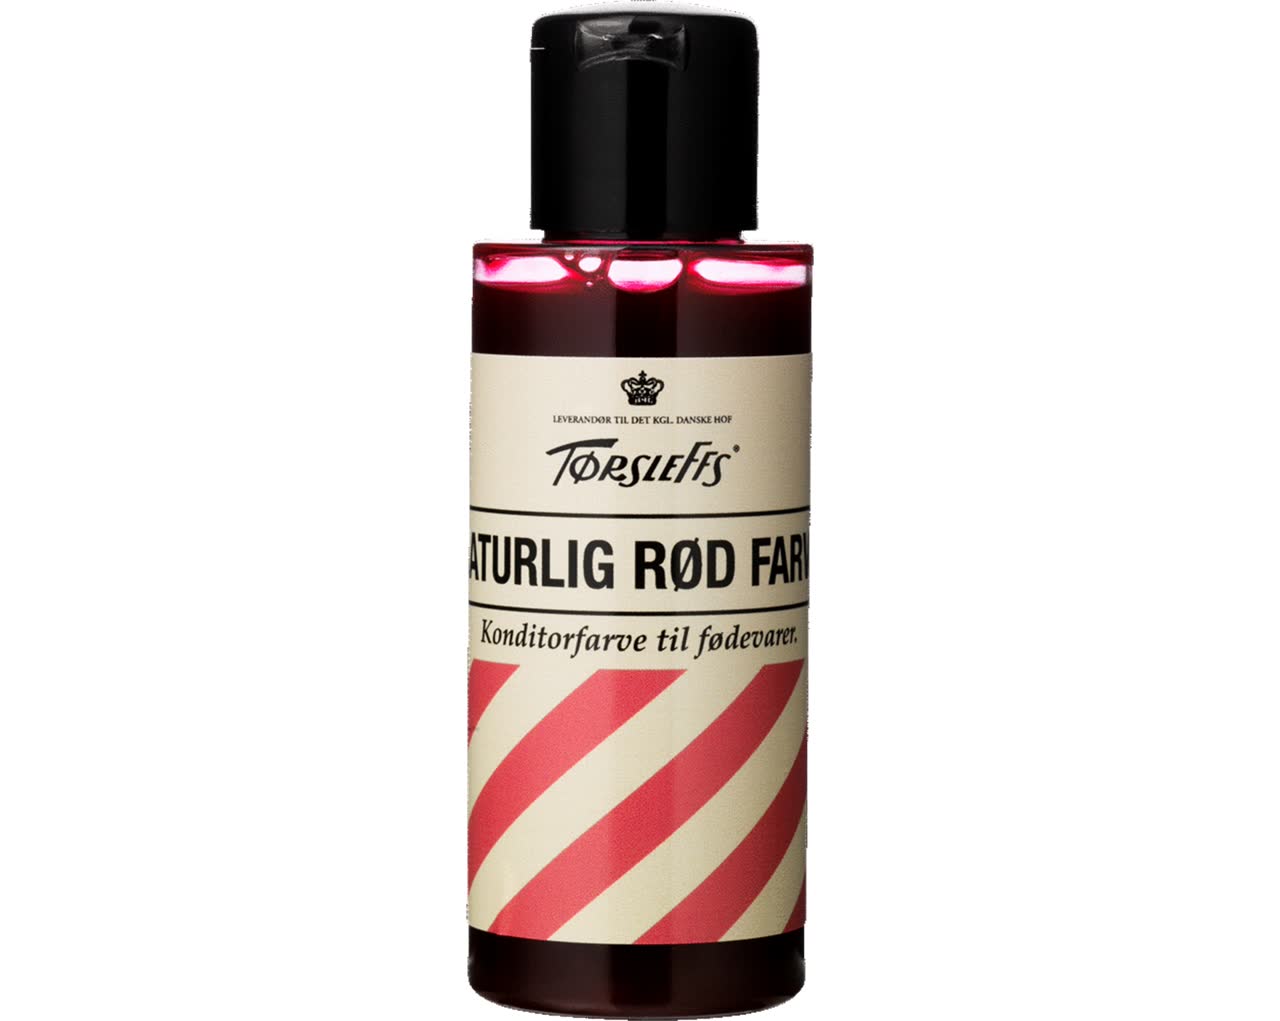 LEVERANDØR TIL DET KGL. DANSKE HOF
TØRSLEFFS®
ATURLIG RØD FARV
Konditorfarve til fødevarer.